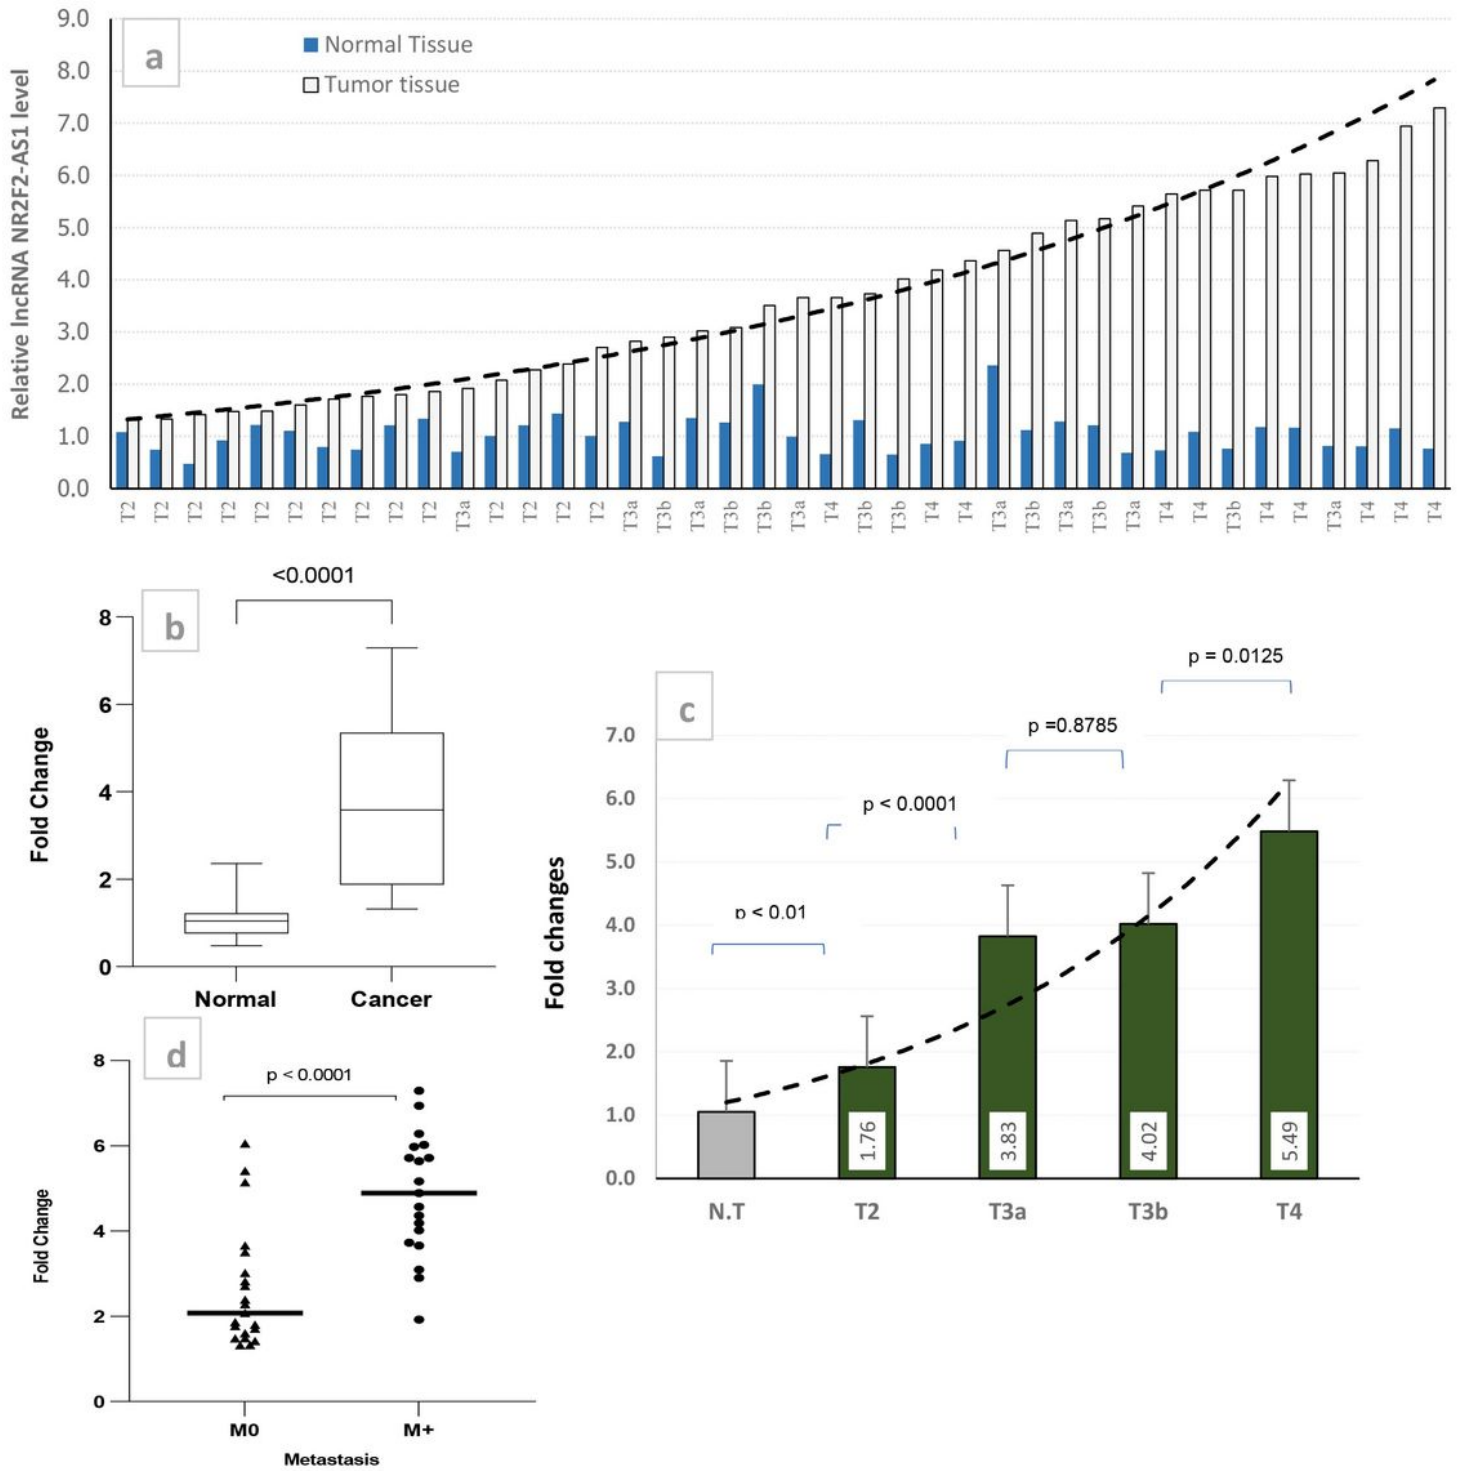 a
Normal Tissue
Tumor tissue
Relative lncRNA NR2F2-AS1 level
9.0
8.0
7.0
6.0
5.0
4.0
3.0
2.0
1.0
0.0
T2 T2 T2 T2 T2 T2 T2 T2 T2 T2 T3a T2 T2 T2 T2 T3a T3b T3a T3b T3b T3a T4 T3b T3b T4 T4 T3a T3b T3a T3b T3a T4 T4 T3b T4 T4 T3a T4 T4 T4
b
<0.0001
Fold Change
8
6
4
2
0
Normal Cancer
c
p = 0.0125
p =0.8785
p < 0.0001
p < 0.01
Fold changes
7.0
6.0
5.0
4.0
3.0
2.0
1.0
0.0
1.76 3.83 4.02 5.49
N.T T2 T3a T3b T4
d
p < 0.0001
Fold Change
8
6
4
2
0
M0 M+
Metastasis